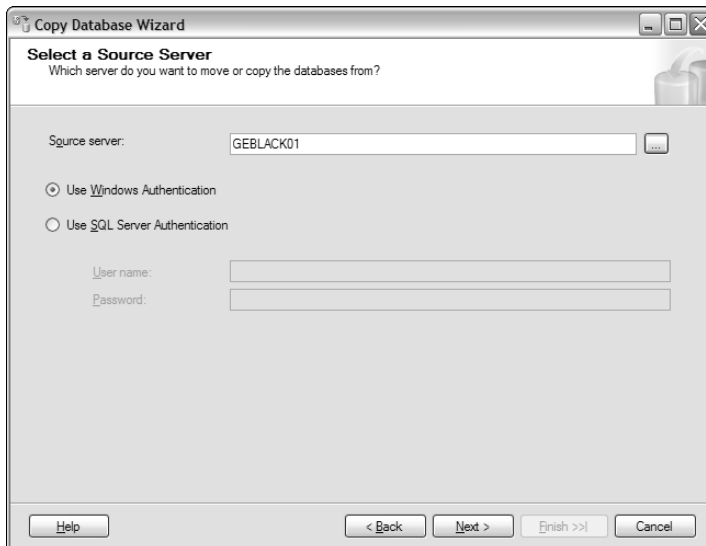 Copy Database Wizard
Select a Source Server
Which server do you want to move or copy the databases from?
Source server:
GEBLACK01
...
Use Windows Authentication
Use SQL Server Authentication
User name:
Password:
Help
< Back
Next >
Finish >>|
Cancel